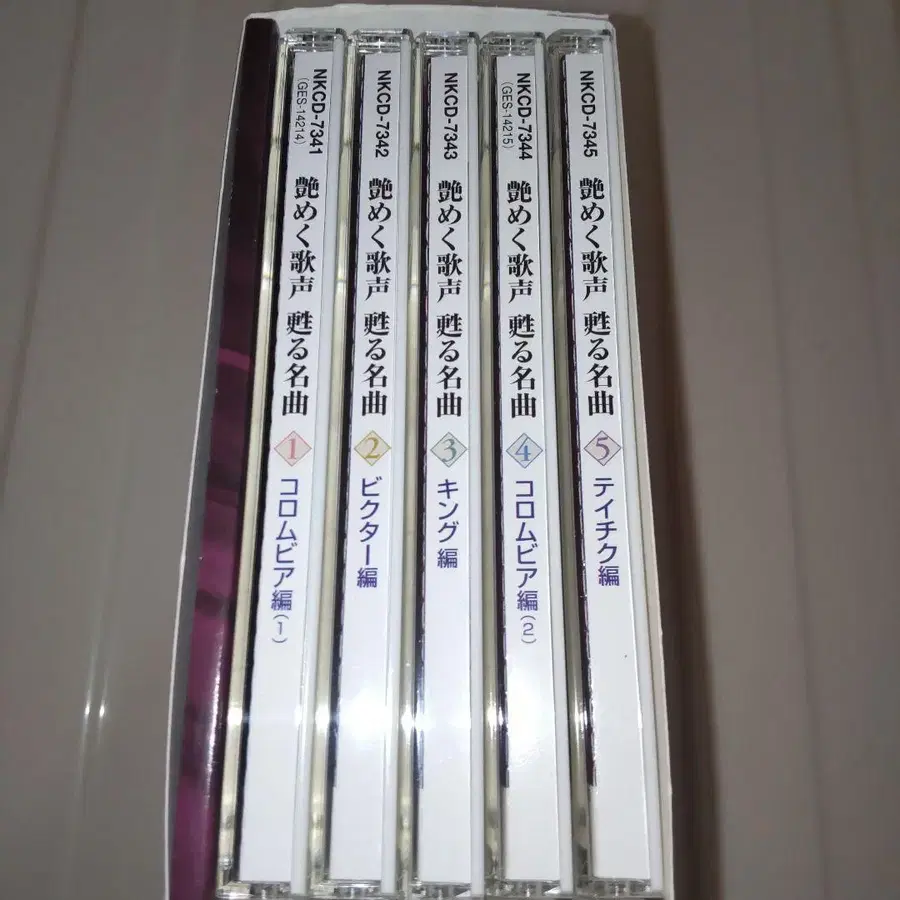 NKCD-7341
(GES-14214)
艶めく歌声 甦る名曲 1 コロムビア編(1)
NKCD-7342
艶めく歌声 甦る名曲 2 ビクター編
NKCD-7343
艶めく歌声 甦る名曲 3 キング編
NKCD-7344
(GES-14215)
艶めく歌声 甦る名曲 4 コロムビア編(2)
NKCD-7345
艶めく歌声 甦る名曲 5 テイチク編